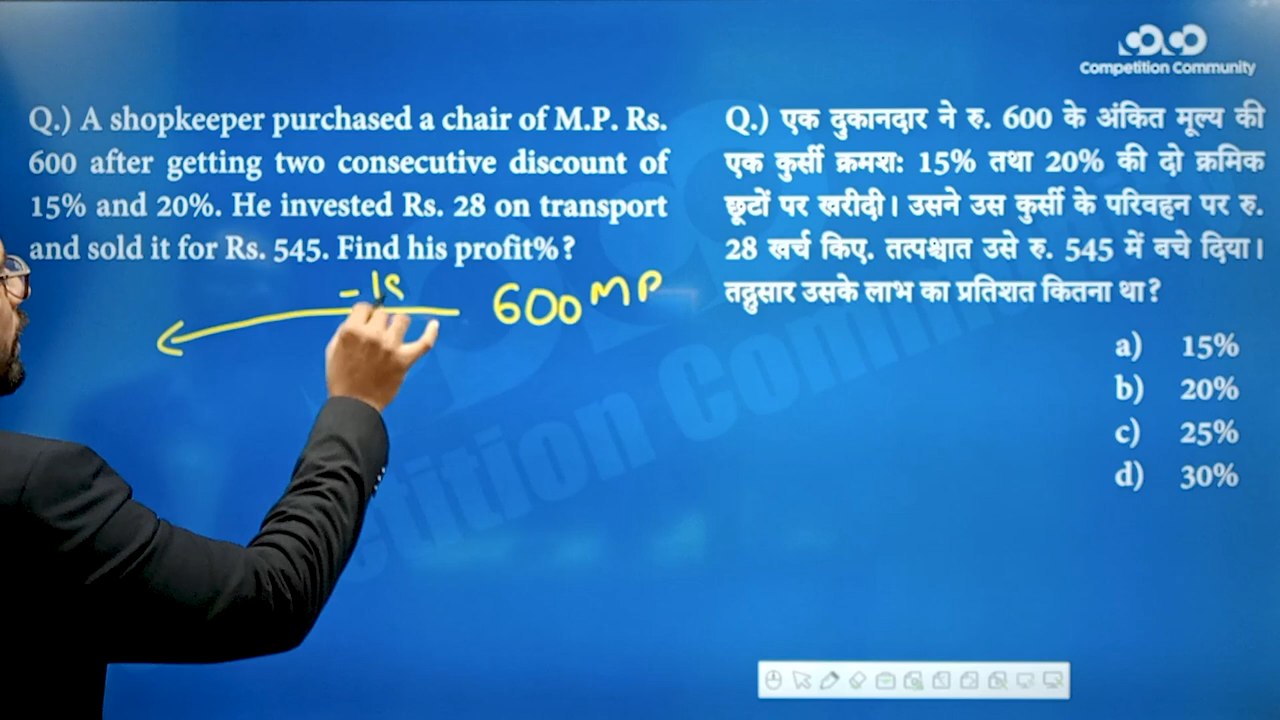 Competition Community
Q.) A shopkeeper purchased a chair of M.P. Rs.
600 after getting two consecutive discount of
15% and 20%. He invested Rs. 28 on transport
and sold it for Rs. 545. Find his profit%?
-15
600 MP
Q.) एक दुकानदार ने रु. 600 के अंकित मूल्य की
एक कुर्सी क्रमश: 15% तथा 20% की दो क्रमिक
छूटों पर खरीदी। उसने उस कुर्सी के परिवहन पर रु.
28 खर्च किए. तत्पश्चात उसे रु. 545 में बचे दिया।
तद्नुसार उसके लाभ का प्रतिशत कितना था?
a) 15%
b) 20%
c) 25%
d) 30%